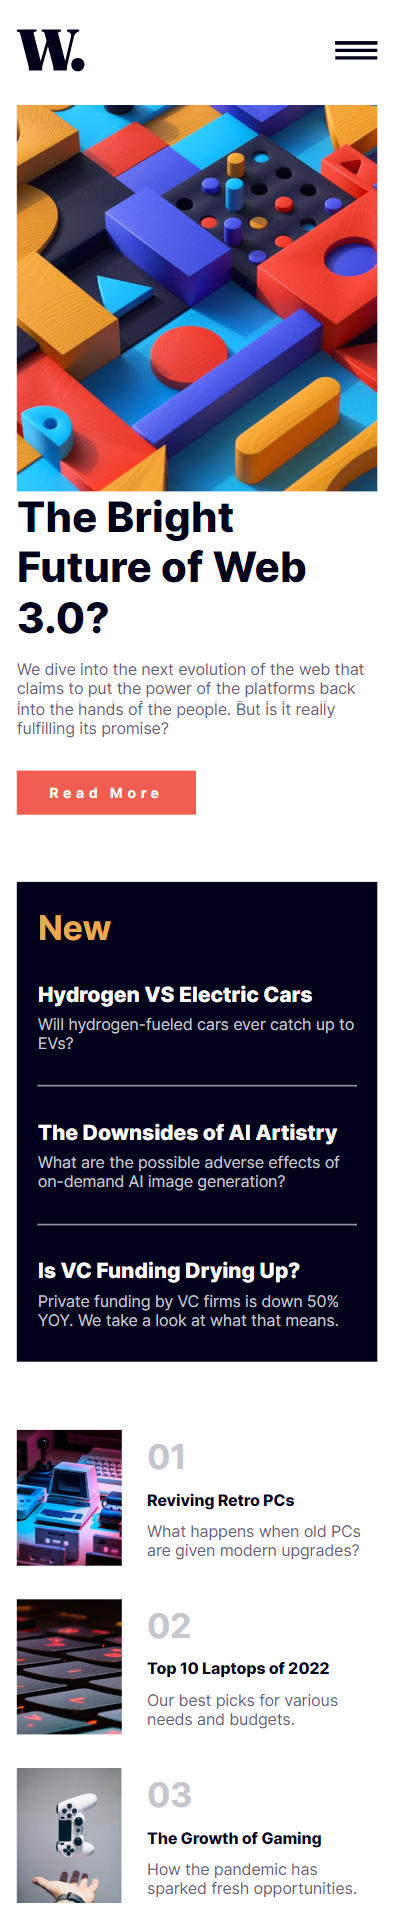 W.
The Bright
Future of Web
3.0?
We dive into the next evolution of the web that
claims to put the power of the platforms back
into the hands of the people. But is it really
fulfilling its promise?
Read More
New
Hydrogen VS Electric Cars
Will hydrogen-fueled cars ever catch up to
EVs?
The Downsides of AI Artistry
What are the possible adverse effects of
on-demand AI image generation?
Is VC Funding Drying Up?
Private funding by VC firms is down 50%
YOY. We take a look at what that means.
01
Reviving Retro PCs
What happens when old PCs
are given modern upgrades?
02
Top 10 Laptops of 2022
Our best picks for various
needs and budgets.
03
The Growth of Gaming
How the pandemic has
sparked fresh opportunities.